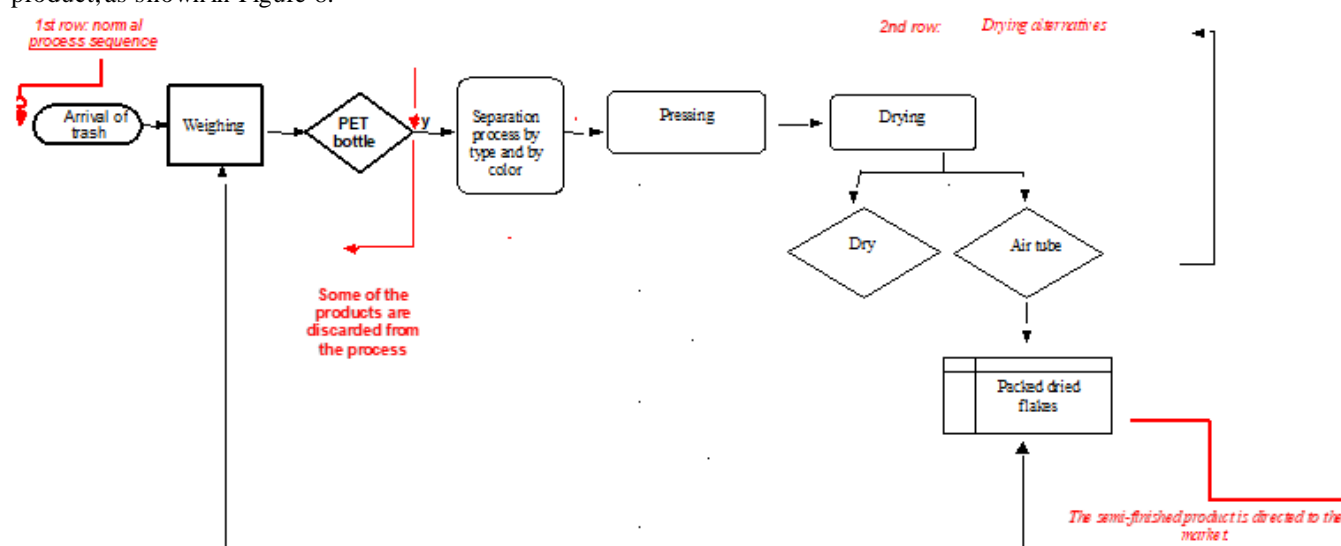 product, as shown in Figure 6.
1st row: normal
process sequence
2nd row: Drying alternatives
Arrival of
trash
Weighing
PET
bottle
y
Separation
process by
type and by
color
Pressing
Drying
Dry
Air tube
Some of the
products are
discarded from
the process
Packed dried
flakes
The semi-finished product is directed to the
market